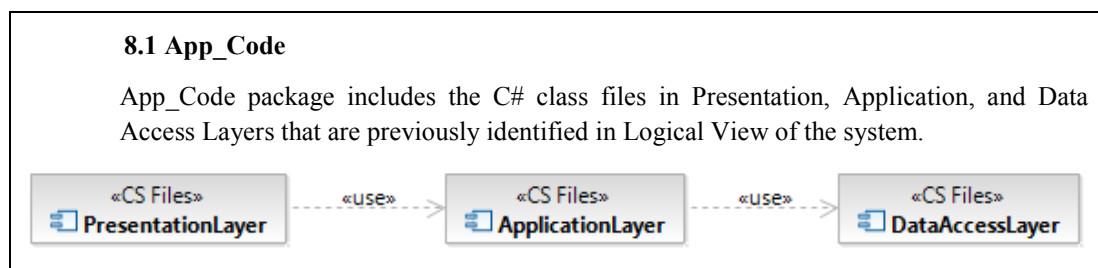 8.1 App_Code
App_Code package includes the C# class files in Presentation, Application, and Data
Access Layers that are previously identified in Logical View of the system.
«CS Files»
PresentationLayer
«use»
«CS Files»
ApplicationLayer
«use»
«CS Files»
DataAccessLayer